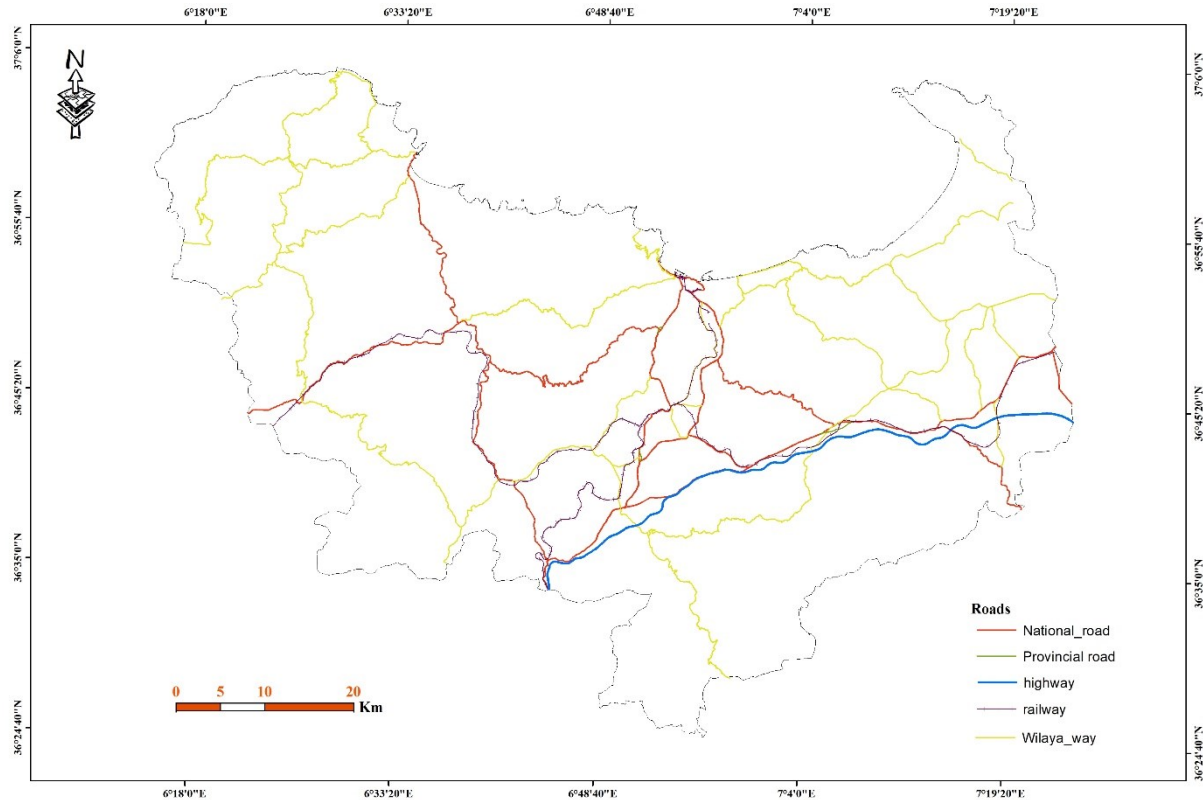 6°18'0"E 6°33'20"E 6°48'40"E 7°4'0"E 7°19'20"E
37°6'0"N 37°6'0"N
N
36°55'40"N 36°55'40"N
36°45'20"N 36°45'20"N
36°35'0"N 36°35'0"N
Roads
National_road
Provincial road
highway
railway
Wilaya_way
0 5 10 20
Km
36°24'40"N 36°24'40"N
6°18'0"E 6°33'20"E 6°48'40"E 7°4'0"E 7°19'20"E